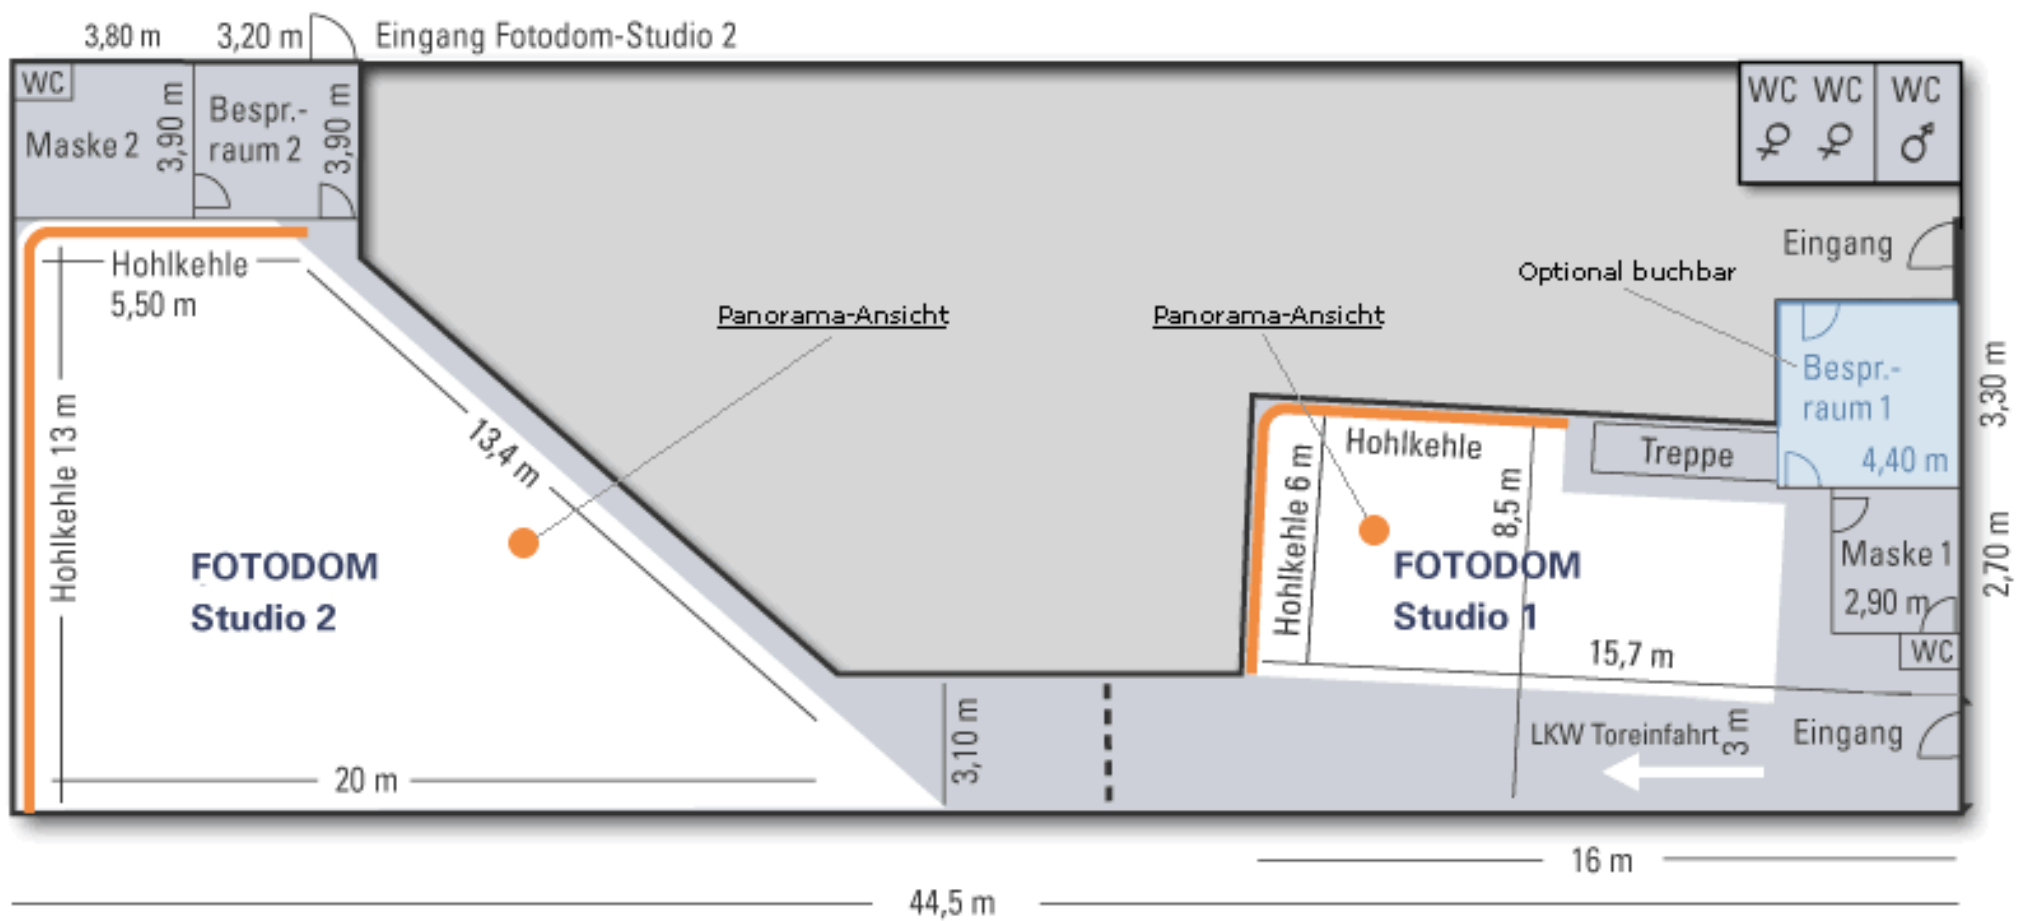 3,80 m
3,20 m
Eingang Fotodom-Studio 2
WC
Maske 2
3,90 m
Bespr.-
raum 2
3,90 m
WC WC WC
Eingang
Optional buchbar
Hohlkehle
5,50 m
Hohlkehle 13 m
13,4 m
Panorama-Ansicht
Panorama-Ansicht
Bespr.-
raum 1
4,40 m
3,30 m
Hohlkehle
Hohlkehle 6 m
8,5 m
Treppe
FOTODOM
Studio 2
FOTODOM
Studio 1
Maske 1
2,90 m
2,70 m
WC
15,7 m
20 m
3,10 m
LKW Toreinfahrt
3 m
Eingang
16 m
44,5 m